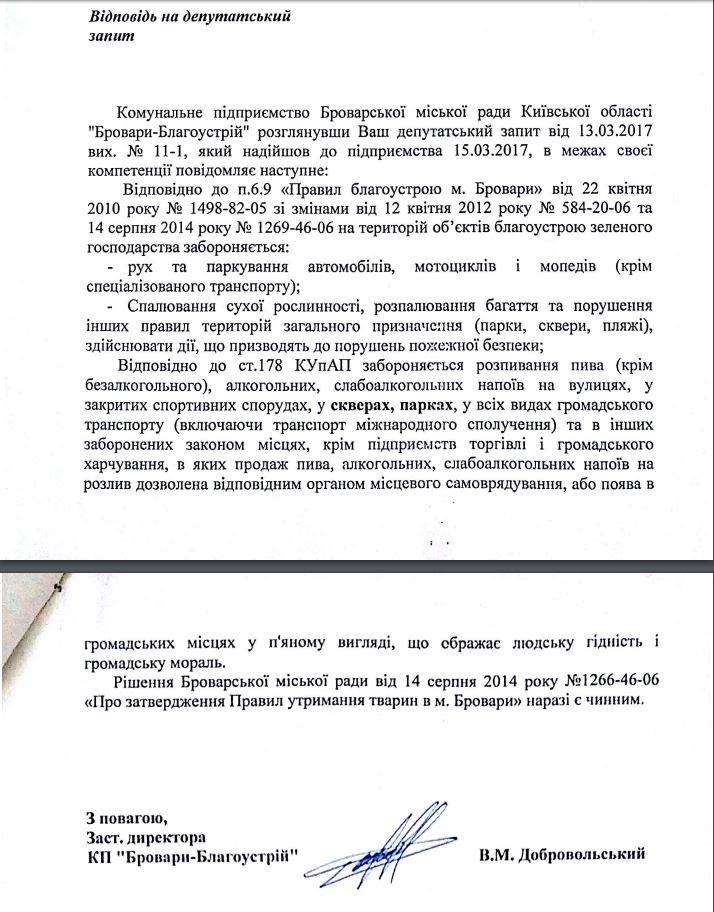 Відповідь на депутатський
запит
Комунальне підприємство Броварської міської ради Київської області
"Бровари-Благоустрій" розглянувши Ваш депутатський запит від 13.03.2017
вих. № 11-1, який надійшов до підприємства 15.03.2017, в межах своєї
компетенції повідомляє наступне:
Відповідно до п.6.9 «Правил благоустрою м. Бровари» від 22 квітня
2010 року № 1498-82-05 зі змінами від 12 квітня 2012 року № 584-20-06 та
14 серпня 2014 року № 1269-46-06 на територій об’єктів благоустрою зеленого
господарства забороняється:
- рух та паркування автомобілів, мотоциклів і мопедів (крім
спеціалізованого транспорту);
- Спалювання сухої рослинності, розпалювання багаття та порушення
інших правил територій загального призначення (парки, сквери, пляжі),
здійснювати дії, що призводять до порушень пожежної безпеки;
Відповідно до ст.178 КУпАП забороняється розпивання пива (крім
безалкогольного), алкогольних, слабоалкогольних напоїв на вулицях, у
закритих спортивних спорудах, у скверах, парках, у всіх видах громадського
транспорту (включаючи транспорт міжнародного сполучення) та в інших
заборонених законом місцях, крім підприємств торгівлі і громадського
харчування, в яких продаж пива, алкогольних, слабоалкогольних напоїв на
розлив дозволена відповідним органом місцевого самоврядування, або поява в
громадських місцях у п'яному вигляді, що ображає людську гідність і
громадську мораль.
Рішення Броварської міської ради від 14 серпня 2014 року №1266-46-06
«Про затвердження Правил утримання тварин в м. Бровари» наразі є чинним.
З повагою,
Заст. директора
КП "Бровари-Благоустрій" В.М. Добровольський